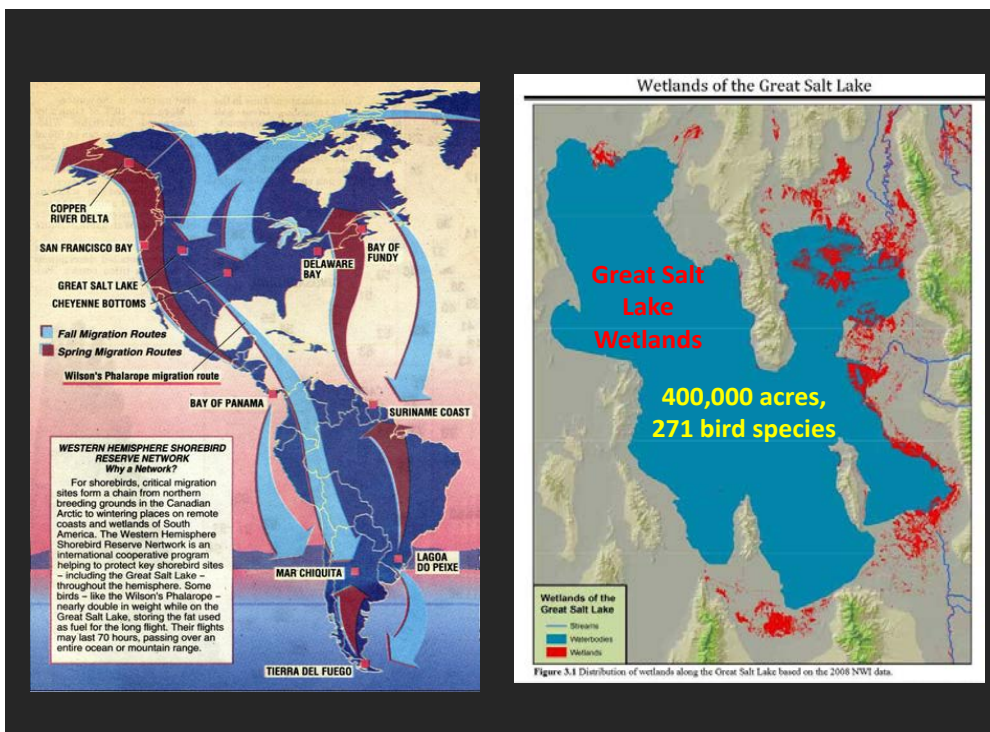 COPPER
RIVER DELTA
SAN FRANCISCO BAY
GREAT SALT LAKE
CHEYENNE BOTTOMS
DELAWARE
BAY
BAY OF
FUNDY
Fall Migration Routes
Spring Migration Routes
Wilson's Phalarope migration route
BAY OF PANAMA
SURINAME COAST
WESTERN HEMISPHERE SHOREBIRD
RESERVE NETWORK
Why a Network?
For shorebirds, critical migration
sites form a chain from northern
breeding grounds in the Canadian
Arctic to wintering places on remote
coasts and wetlands of South
America. The Western Hemisphere
Shorebird Reserve Nertwork is an
international cooperative program
helping to protect key shorebird sites
– including the Great Salt Lake –
throughout the hemisphere. Some
birds – like the Wilson's Phalarope –
nearly double in weight while on the
Great Salt Lake, storing the fat used
as fuel for the long flight. Their flights
may last 70 hours, passing over an
entire ocean or mountain range.
LAGOA
DO PEIXE
MAR CHIQUITA
TIERRA DEL FUEGO
Wetlands of the Great Salt Lake
Great Salt
Lake
Wetlands
400,000 acres,
271 bird species
Wetlands of the
Great Salt Lake
Streams
Waterbodies
Wetlands
Figure 3.1 Distribution of wetlands along the Great Salt Lake based on the 2008 NWI data.